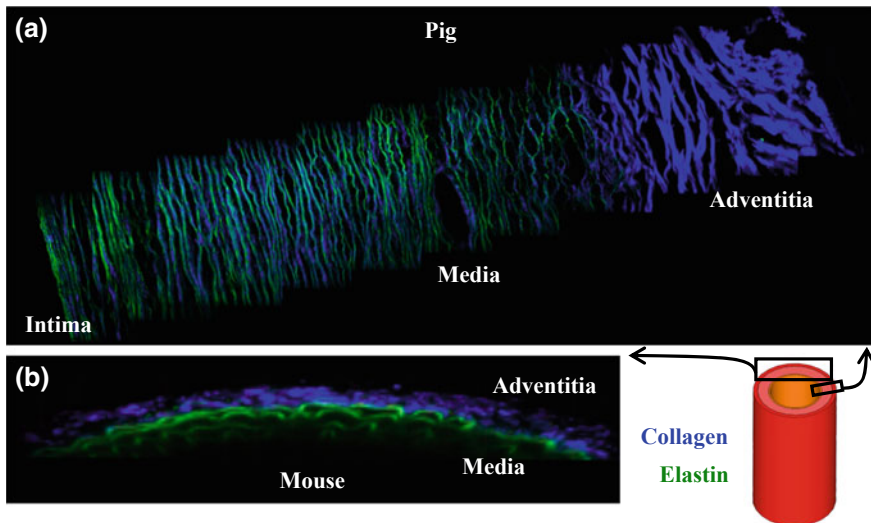 (a)
Pig
Adventitia
Media
Intima
(b)
Adventitia
Media
Mouse
Collagen
Elastin